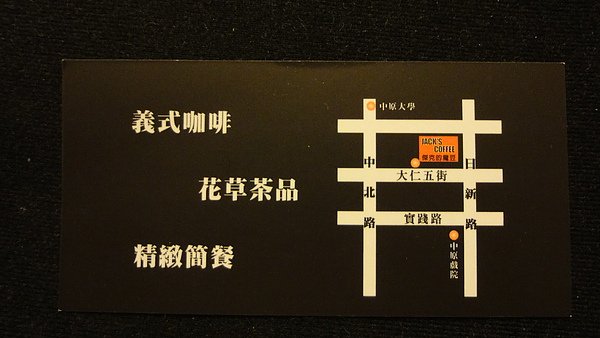 義式咖啡
花草茶品
精緻簡餐
中原大學
JACK'S
COFFEE
傑克的魔豆
中北路
日新路
大仁五街
實踐路
中原戲院